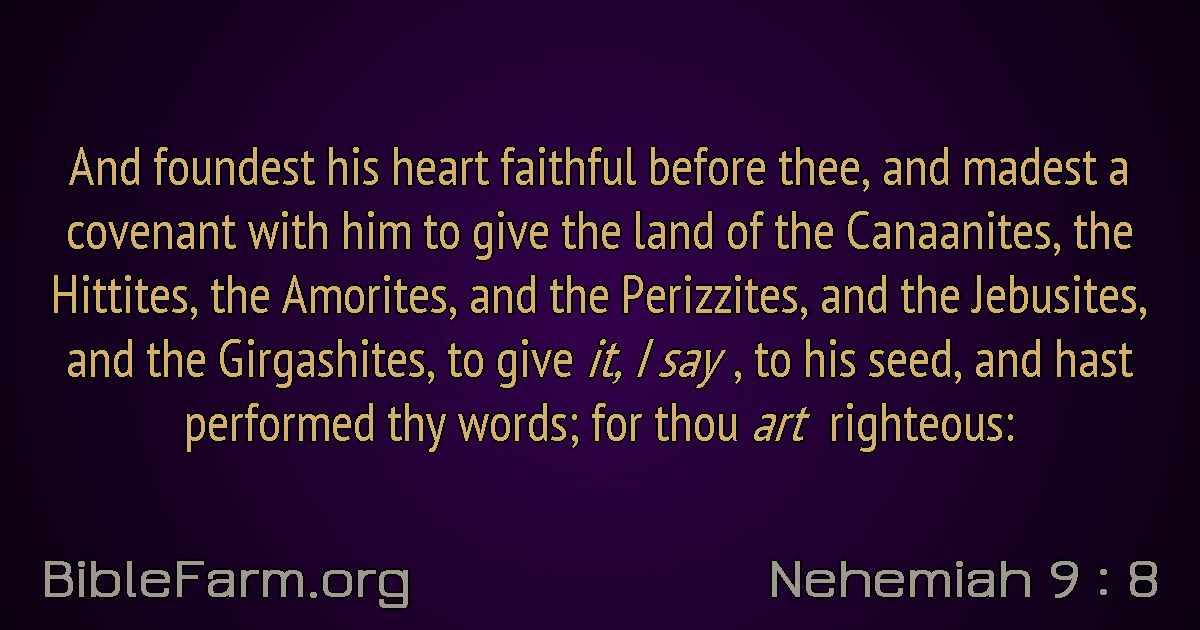 And foundest his heart faithful before thee, and madest a
covenant with him to give the land of the Canaanites, the
Hittites, the Amorites, and the Perizzites, and the Jebusites,
and the Girgashites, to give it, I say , to his seed, and hast
performed thy words; for thou art righteous:
BibleFarm.org
Nehemiah 9 : 8